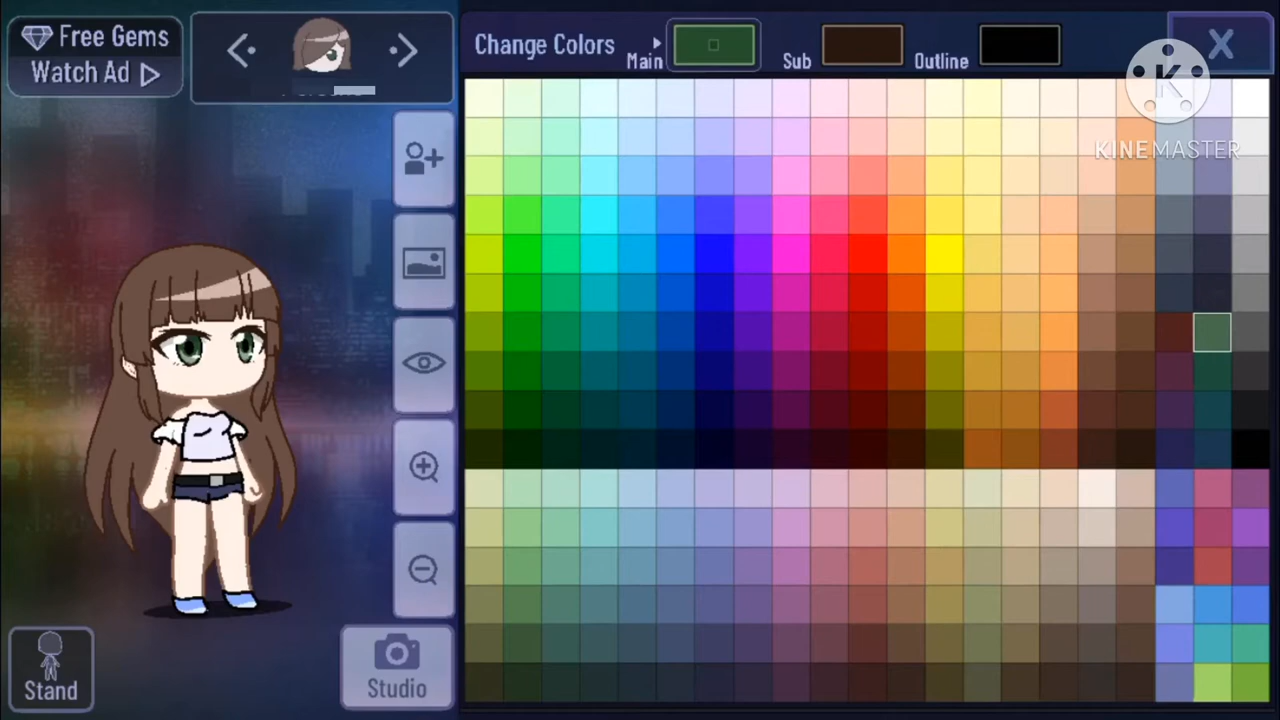 Free Gems
Watch Ad
Change Colors
Main
Sub
Outline
X
K
KINEMASTER
Stand
Studio